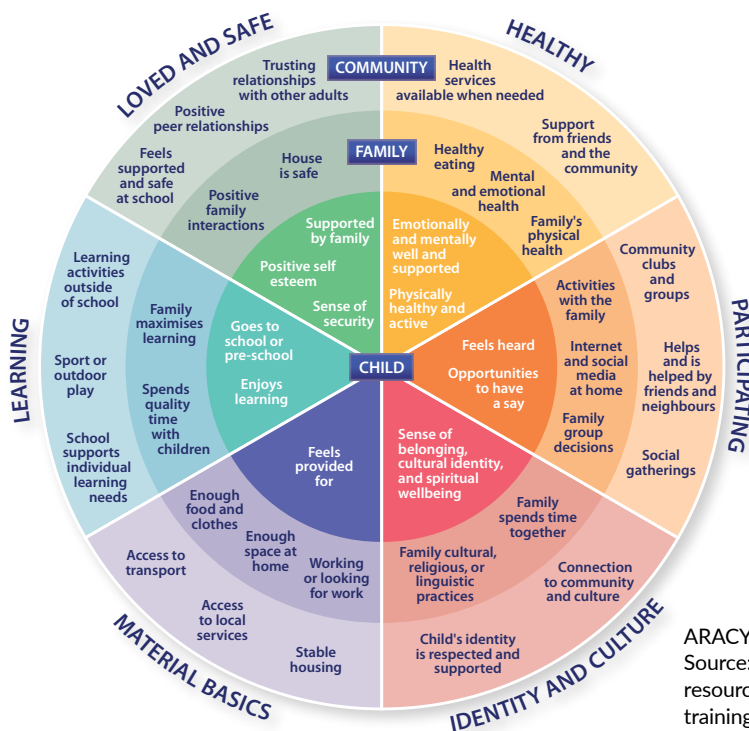 LOVED AND SAFE
COMMUNITY
Trusting
relationships
with other adults
Positive
peer relationships
Feels
supported
and safe
at school
FAMILY
House
is safe
Positive
family
interactions
Supported
by family
Positive self
esteem
Sense of
security
HEALTHY
Health
services
available when needed
Support
from friends
and the
community
Healthy
eating
Mental
and emotional
health
Family's
physical
health
Emotionally
and mentally
well and
supported
Physically
healthy and
active
PARTICIPATING
Community
clubs
and
groups
Helps
and is
helped by
friends and
neighbours
Social
gatherings
Activities
with the
family
Internet
and social
media
at home
Family
group
decisions
Feels heard
Opportunities
to have
a say
CHILD
LEARNING
Learning
activities
outside
of school
Sport or
outdoor
play
School
supports
individual
learning
needs
Family
maximises
learning
Spends
quality
time
with
children
Goes to
school or
pre-school
Enjoys
learning
MATERIAL BASICS
Feels
provided
for
Enough
food and
clothes
Enough
space at
home
Working
or looking
for work
Access to
transport
Access
to local
services
Stable
housing
IDENTITY AND CULTURE
Sense of
belonging,
cultural identity,
and spiritual
wellbeing
Family
spends time
together
Family cultural,
religious, or
linguistic
practices
Connection
to community
and culture
Child's identity
is respected and
supported
ARACY
Source:
resourc
training